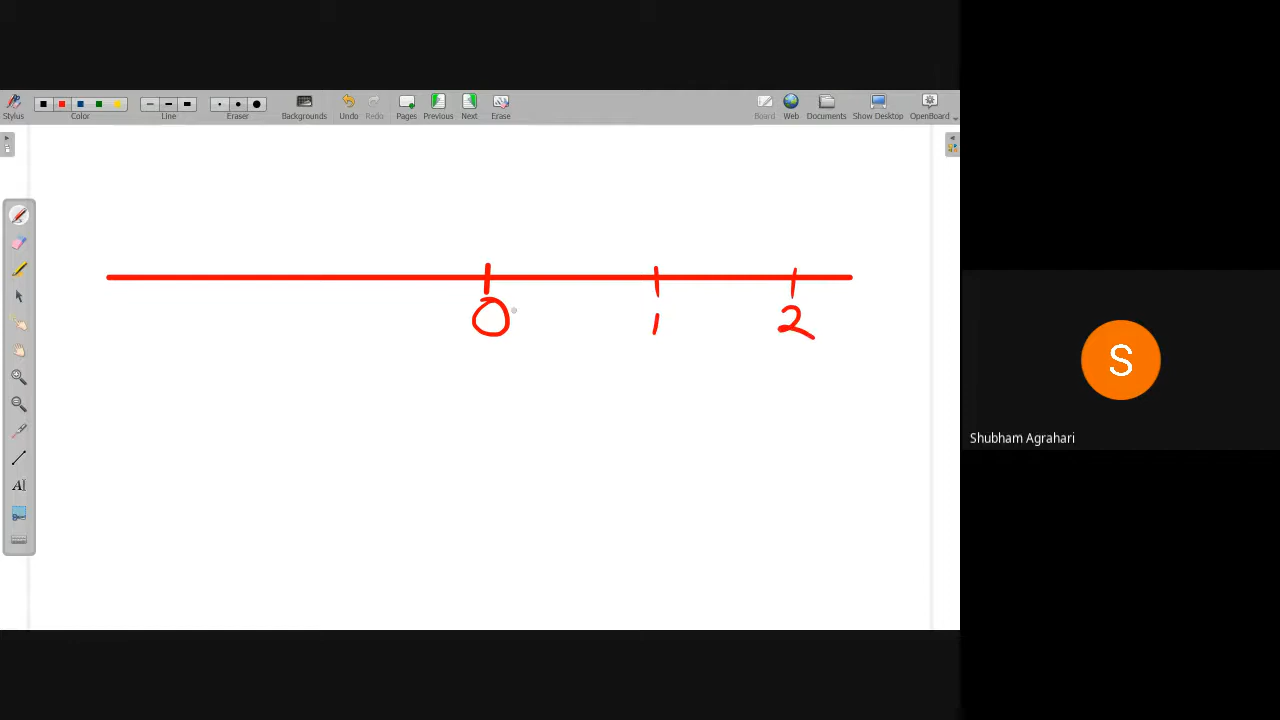 Stylus Color Line Eraser Backgrounds Undo Redo Pages Previous Next Erase Board Web Documents Show Desktop OpenBoard
0 1 2
S
Shubham Agrahari